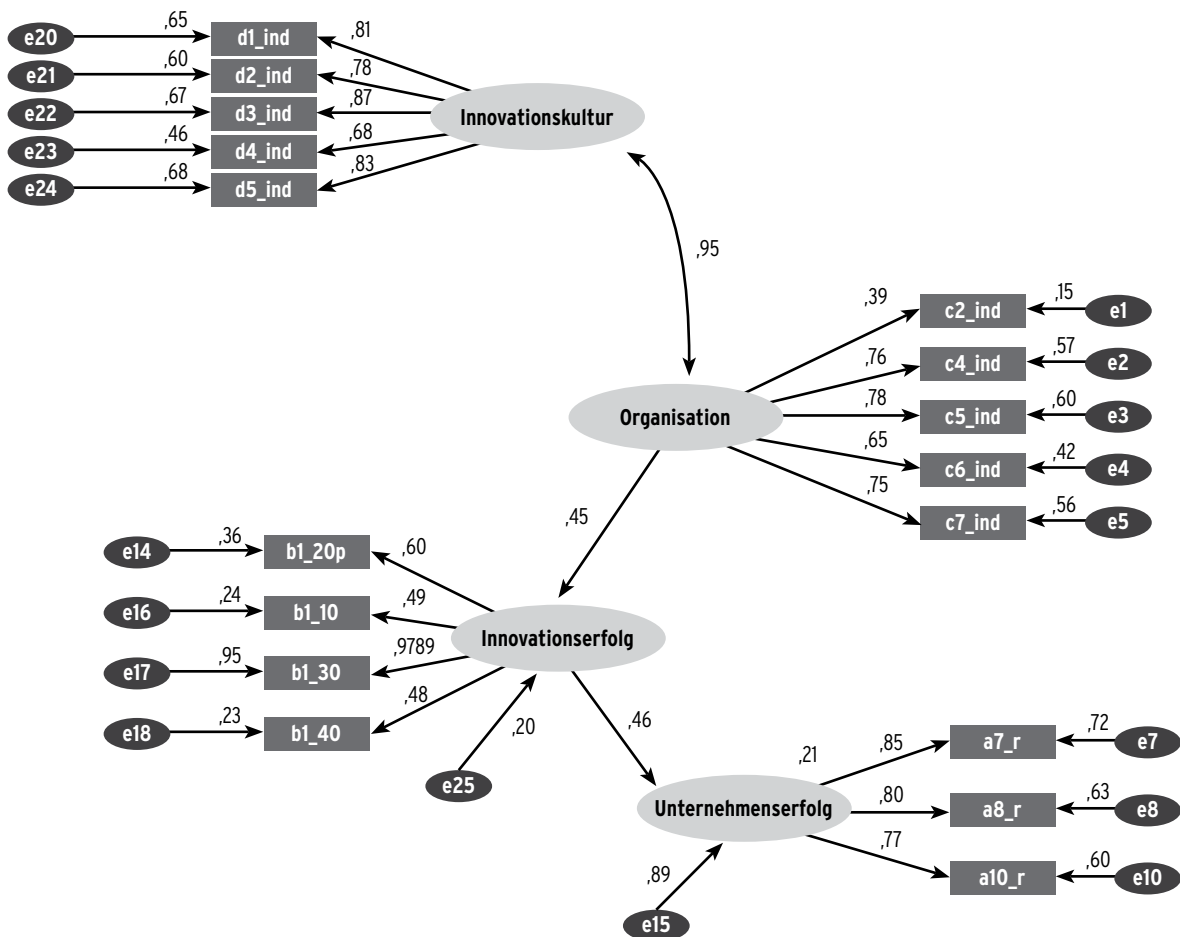 e20 ,65 d1_ind ,81
e21 ,60 d2_ind ,78
e22 ,67 d3_ind ,87 Innovationskultur
e23 ,46 d4_ind ,68
e24 ,68 d5_ind ,83
,95
,39 c2_ind ,15 e1
,76 c4_ind ,57 e2
Organisation ,78 c5_ind ,60 e3
,65 c6_ind ,42 e4
,75 c7_ind ,56 e5
,45
e14 ,36 b1_20p ,60
e16 ,24 b1_10 ,49
Innovationserfolg
e17 ,95 b1_30 ,9789
e18 ,23 b1_40 ,48
,20 ,46
e25
,21 ,85 a7_r ,72 e7
Unternehmenserfolg ,80 a8_r ,63 e8
,77 a10_r ,60 e10
,89
e15